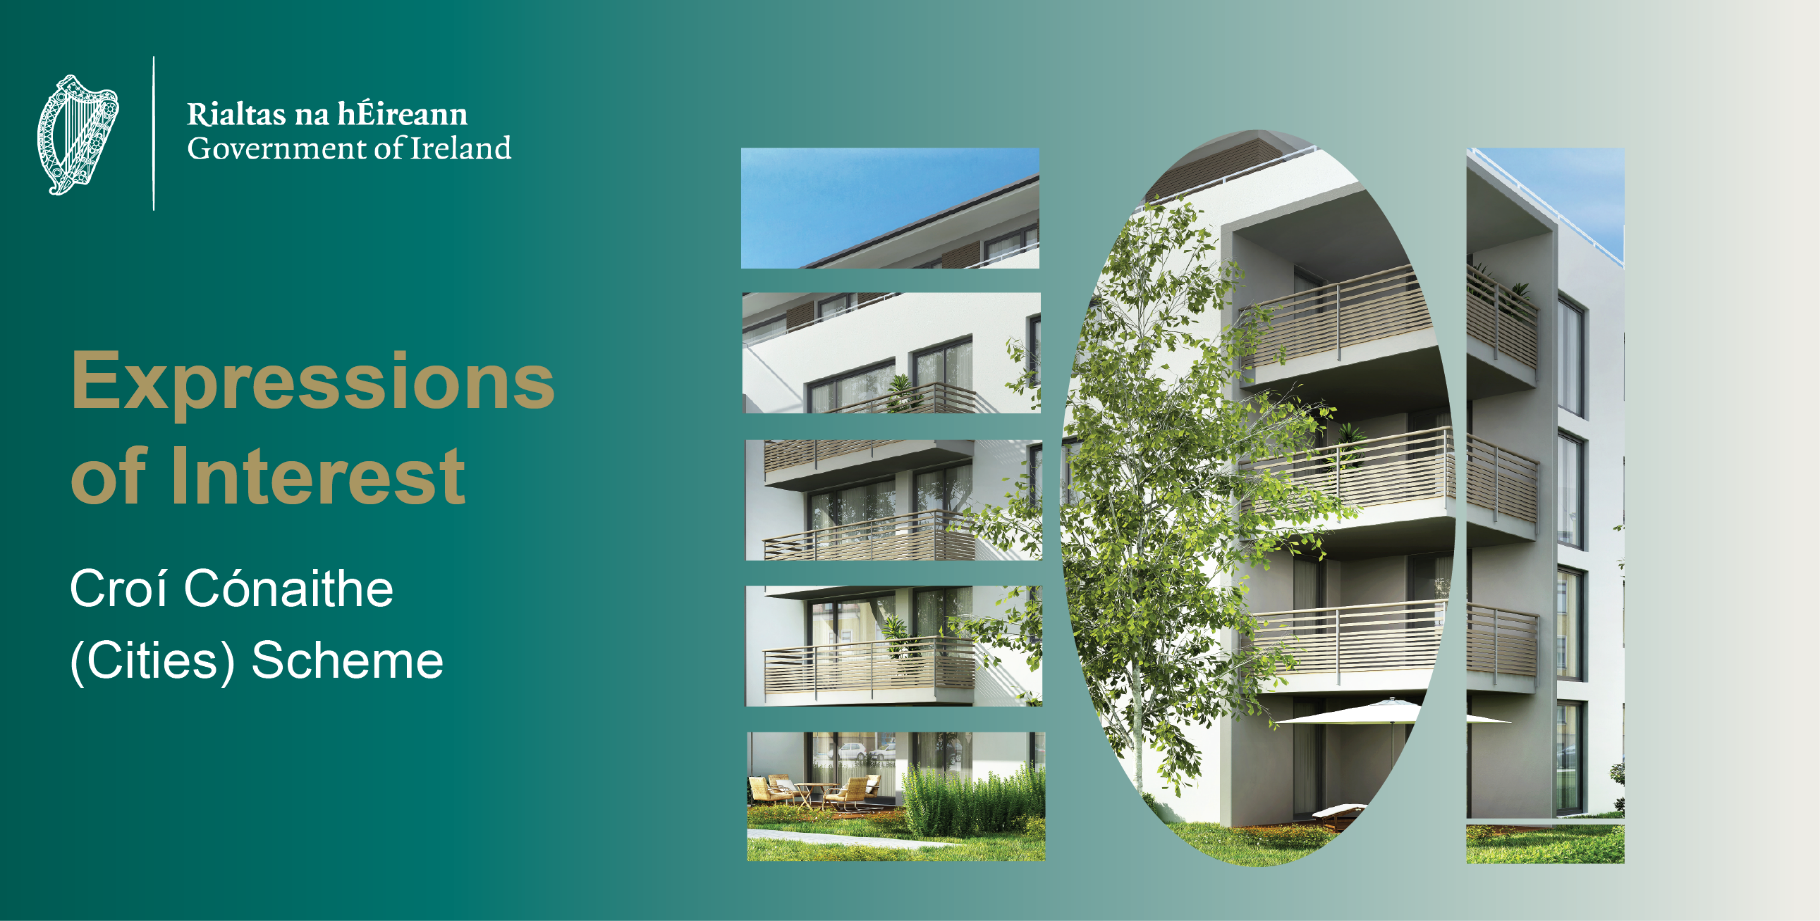 Rialtas na hÉireann
Government of Ireland
Expressions
of Interest
Croí Cónaithe
(Cities) Scheme